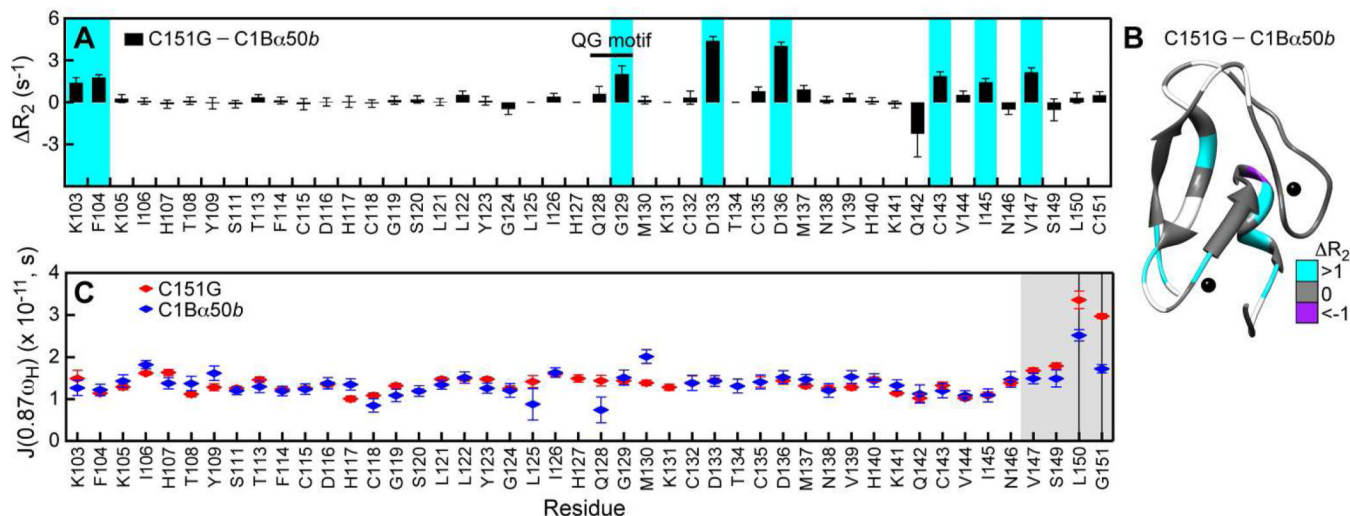 A
C151G – C1Bα50b
QG motif
ΔR2 (s-1)
6
3
0
-3
K103 F104 K105 I106 H107 T108 Y109 S111 T113 F114 C115 D116 H117 C118 G119 S120 L121 L122 Y123 G124 L125 I126 H127 Q128 G129 M130 K131 C132 D133 T134 C135 D136 M137 N138 V139 H140 K141 Q142 C143 V144 I145 N146 V147 S149 L150 C151
B
C151G – C1Bα50b
ΔR2
>1
0
<-1
C
C151G
C1Bα50b
J(0.87ωH) (x 10-11, s)
4
3
2
1
0
K103 F104 K105 I106 H107 T108 Y109 S111 T113 F114 C115 D116 H117 C118 G119 S120 L121 L122 Y123 G124 L125 I126 H127 Q128 G129 M130 K131 C132 D133 T134 C135 D136 M137 N138 V139 H140 K141 Q142 C143 V144 I145 N146 V147 S149 L150 G151
Residue